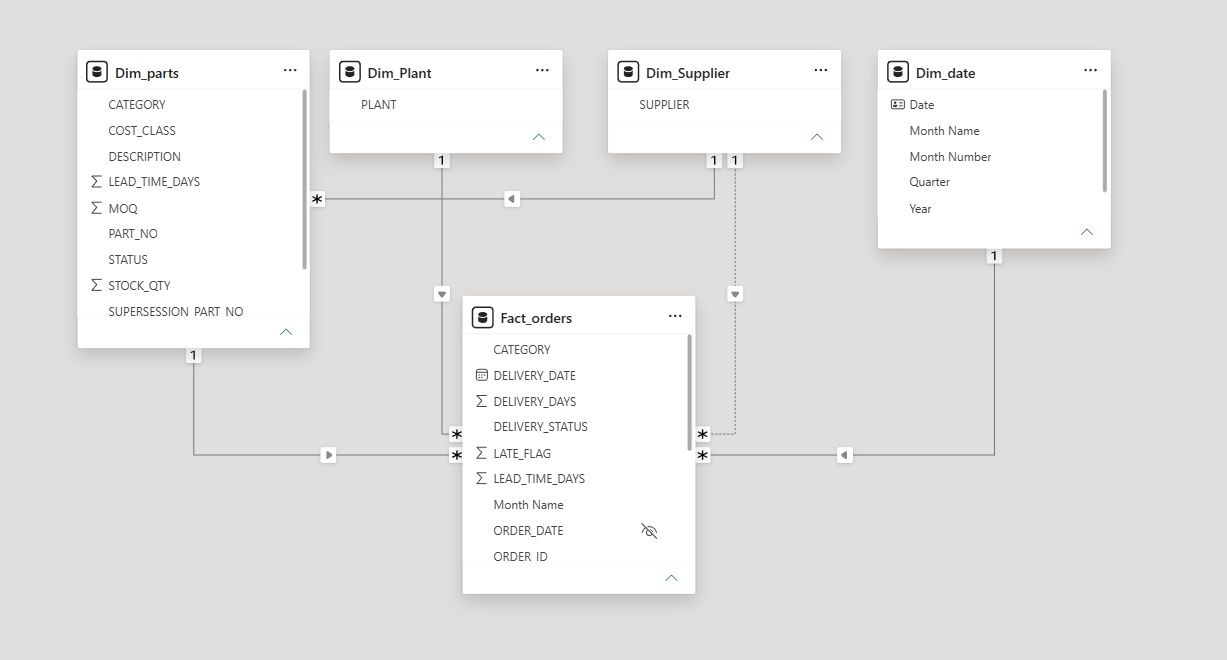 Dim_parts
CATEGORY
COST_CLASS
DESCRIPTION
LEAD_TIME_DAYS
MOQ
PART_NO
STATUS
STOCK_QTY
SUPERSESSION_PART_NO
1
Dim_Plant
PLANT
1
Dim_Supplier
SUPPLIER
1 1
Dim_date
Date
Month Name
Month Number
Quarter
Year
1
*
Fact_orders
CATEGORY
DELIVERY_DATE
DELIVERY_DAYS
DELIVERY_STATUS
LATE_FLAG
LEAD_TIME_DAYS
Month Name
ORDER_DATE
ORDER_ID
*
*
*
*